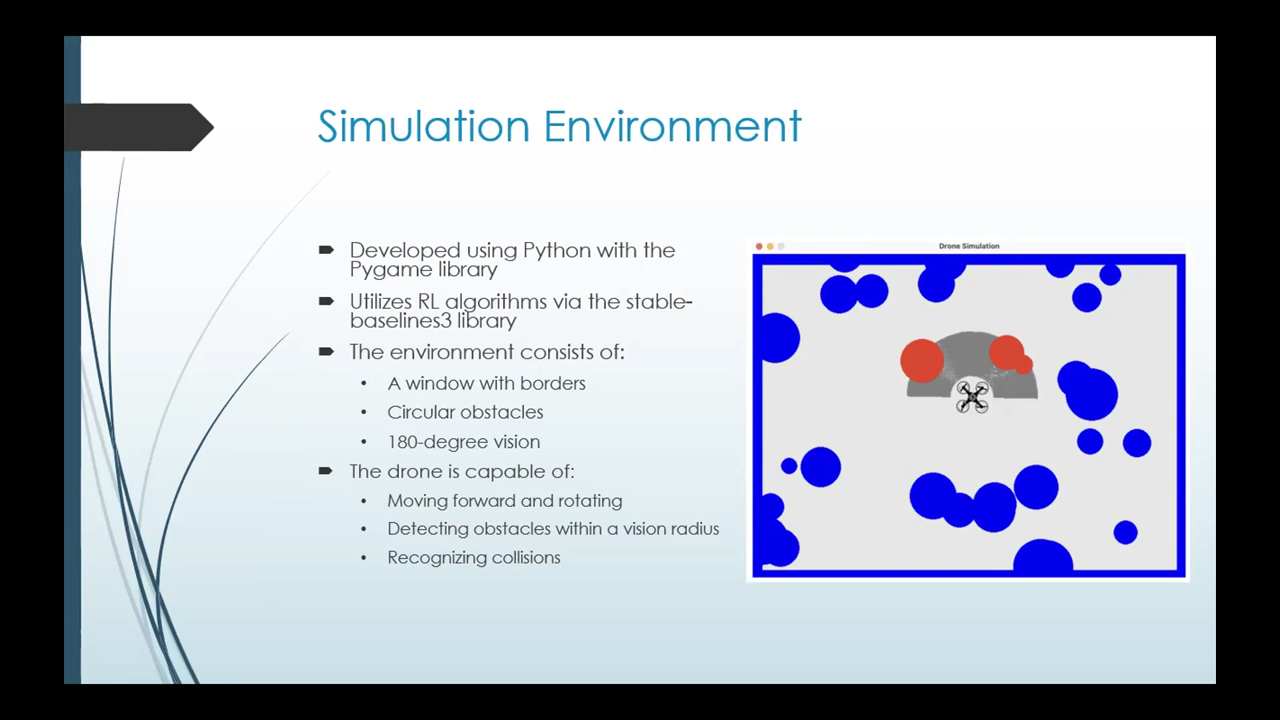 Simulation Environment
Developed using Python with the
Pygame library
Utilizes RL algorithms via the stable-
baselines3 library
The environment consists of:
A window with borders
Circular obstacles
180-degree vision
The drone is capable of:
Moving forward and rotating
Detecting obstacles within a vision radius
Recognizing collisions
Drone Simulation